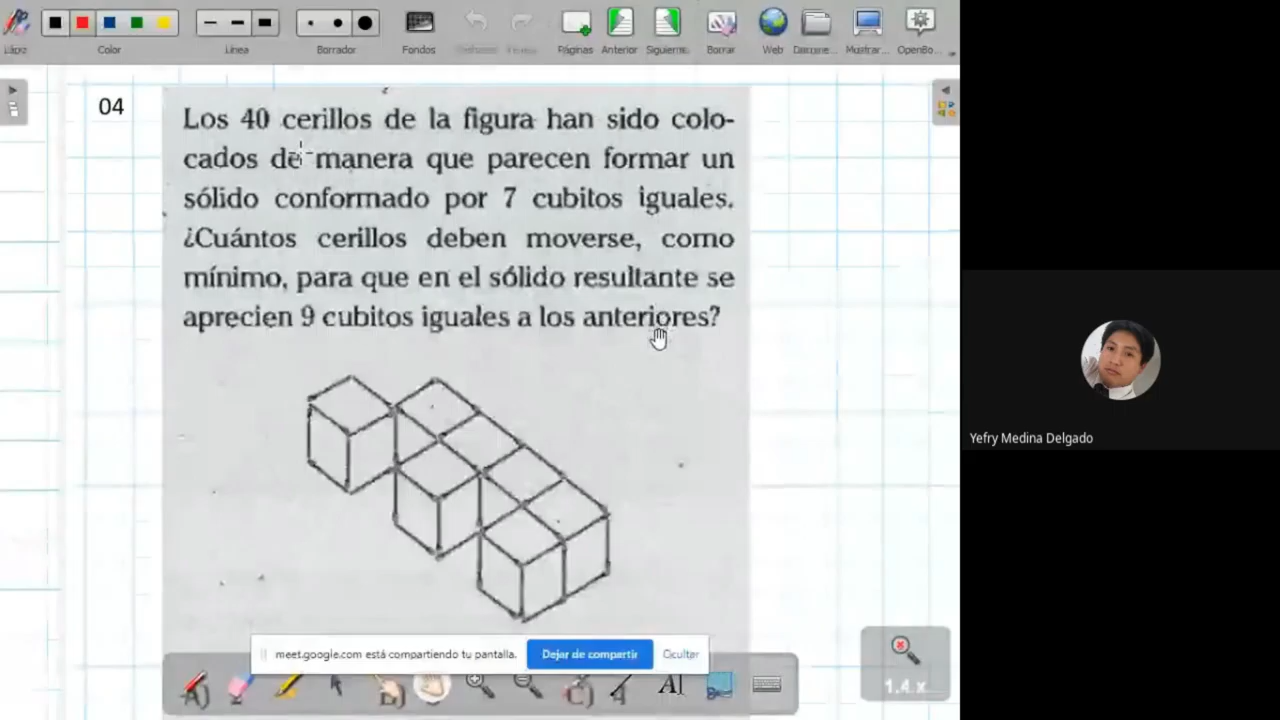 Color
Línea
Borrador
Fondos
Páginas
Anterior
Siguiente
Borrar
Web
Mostrar...
OpenBo...
04
Los 40 cerillos de la figura han sido colo-
cados de manera que parecen formar un
sólido conformado por 7 cubitos iguales.
¿Cuántos cerillos deben moverse, como
mínimo, para que en el sólido resultante se
aprecien 9 cubitos iguales a los anteriores?
Yefry Medina Delgado
meet.google.com está compartiendo tu pantalla.
Dejar de compartir
Ocultar
A)
B)
C)
AI
1.4 x